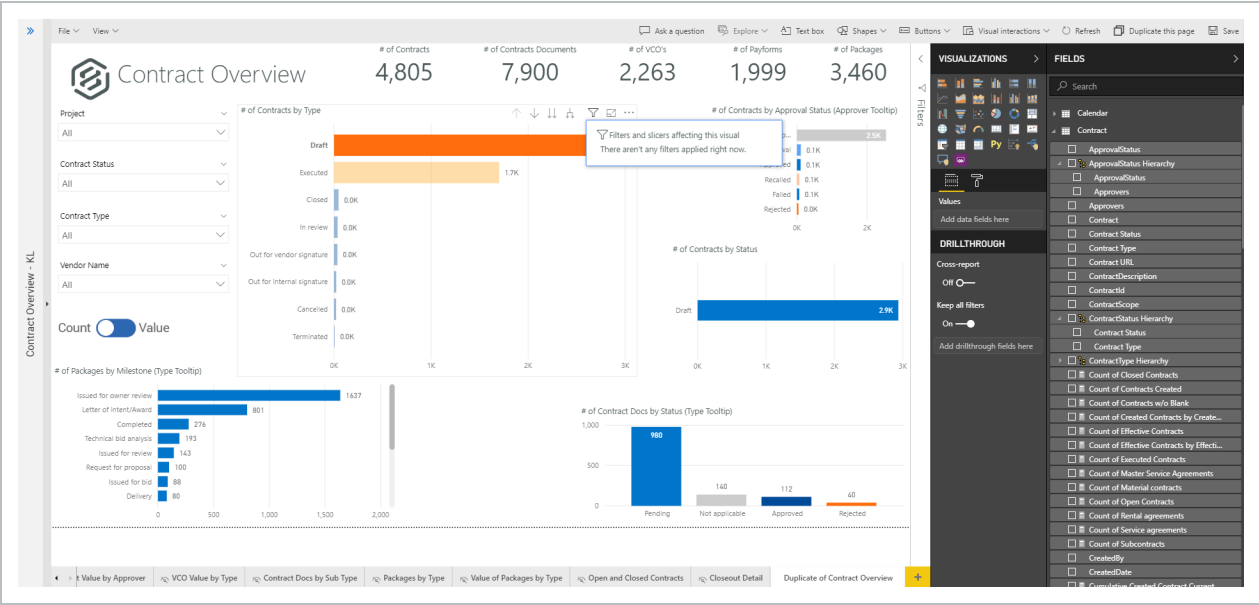 File View
Ask a question Explore Text box Shapes Buttons Visual interactions Refresh Duplicate this page Save
Contract Overview - KL
Contract Overview
# of Contracts
4,805
# of Contracts Documents
7,900
# of VCO's
2,263
# of Payforms
1,999
# of Packages
3,460
Project
All
Contract Status
All
Contract Type
All
Vendor Name
All
Count Value
# of Contracts by Type
Draft
Executed 1.7K
Closed 0.0K
In review 0.0K
Out for vendor signature 0.0K
Out for internal signature 0.0K
Cancelled 0.0K
Terminated 0.0K
0K 1K 2K 3K
Filters and slicers affecting this visual
There aren't any filters applied right now.
# of Contracts by Approval Status (Approver Tooltip)
2.5K
0.1K
0.1K
Recalled 0.1K
Failed 0.1K
Rejected 0.0K
0K 2K
# of Contracts by Status
Draft 2.9K
0K 1K 2K 3K
# of Packages by Milestone (Type Tooltip)
Issued for owner review 1637
Letter of Intent/Award 801
Completed 276
Technical bid analysis 193
Issued for review 143
Request for proposal 100
Issued for bid 88
Delivery 80
0 500 1,000 1,500 2,000
# of Contract Docs by Status (Type Tooltip)
1,000
500
0
980 140 112 40
Pending Not applicable Approved Rejected
t Value by Approver VCO Value by Type Contract Docs by Sub Type Packages by Type Value of Packages by Type Open and Closed Contracts Closeout Detail Duplicate of Contract Overview +
Filters
VISUALIZATIONS
Py
Values
Add data fields here
DRILLTHROUGH
Cross-report
Off
Keep all filters
On
Add drillthrough fields here
FIELDS
Search
Calendar
Contract
ApprovalStatus
ApprovalStatus Hierarchy
ApprovalStatus
Approvers
Approvers
Contract
Contract Status
Contract Type
Contract URL
ContractDescription
ContractId
ContractScope
ContractStatus Hierarchy
Contract Status
Contract Type
ContractType Hierarchy
Count of Closed Contracts
Count of Contracts Created
Count of Contracts w/o Blank
Count of Created Contracts by Create...
Count of Effective Contracts
Count of Effective Contracts by Effecti...
Count of Executed Contracts
Count of Master Service Agreements
Count of Material contracts
Count of Open Contracts
Count of Rental agreements
Count of Service agreements
Count of Subcontracts
CreatedBy
CreatedDate
Cumulative Created Contract Current